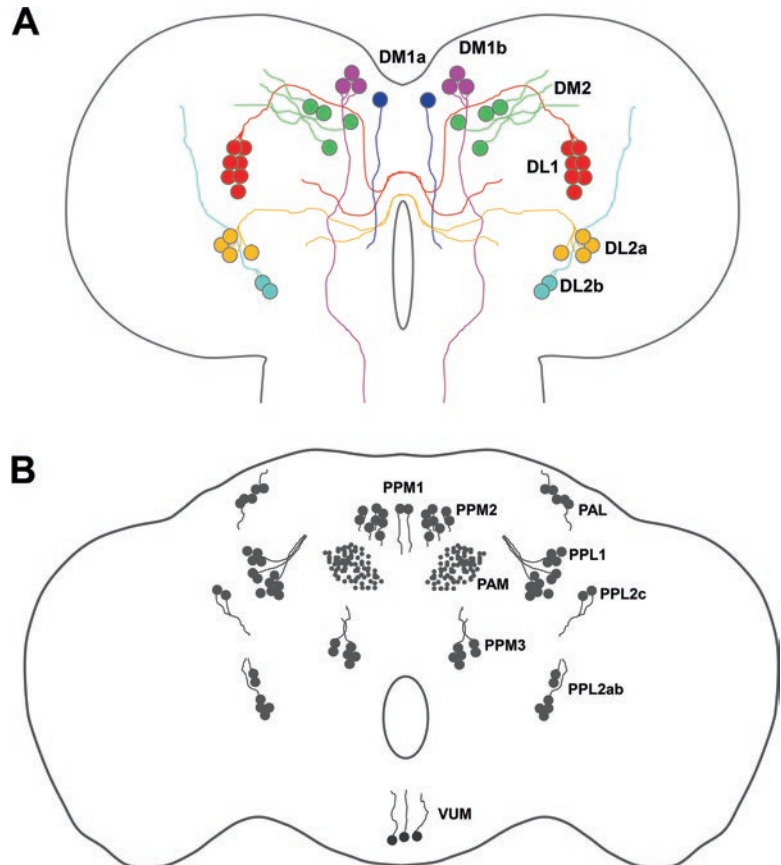 A
DM1a
DM1b
DM2
DL1
DL2a
DL2b
B
PPM1
PPM2
PAL
PPL1
PAM
PPL2c
PPM3
PPL2ab
VUM